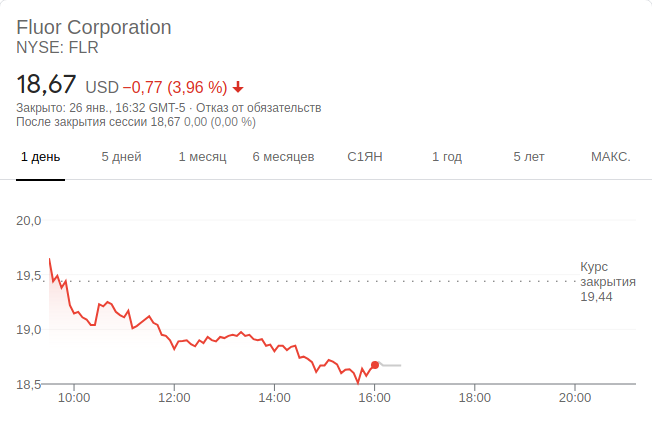 Fluor Corporation
NYSE: FLR
18,67 USD −0,77 (3,96 %)
Закрыто: 26 янв., 16:32 GMT-5 · Отказ от обязательств
После закрытия сессии 18,67 0,00 (0,00 %)
1 день 5 дней 1 месяц 6 месяцев С1ЯН 1 год 5 лет МАКС.
20,0
19,5
19,0
18,5
Курс
закрытия
19,44
10:00 12:00 14:00 16:00 18:00 20:00